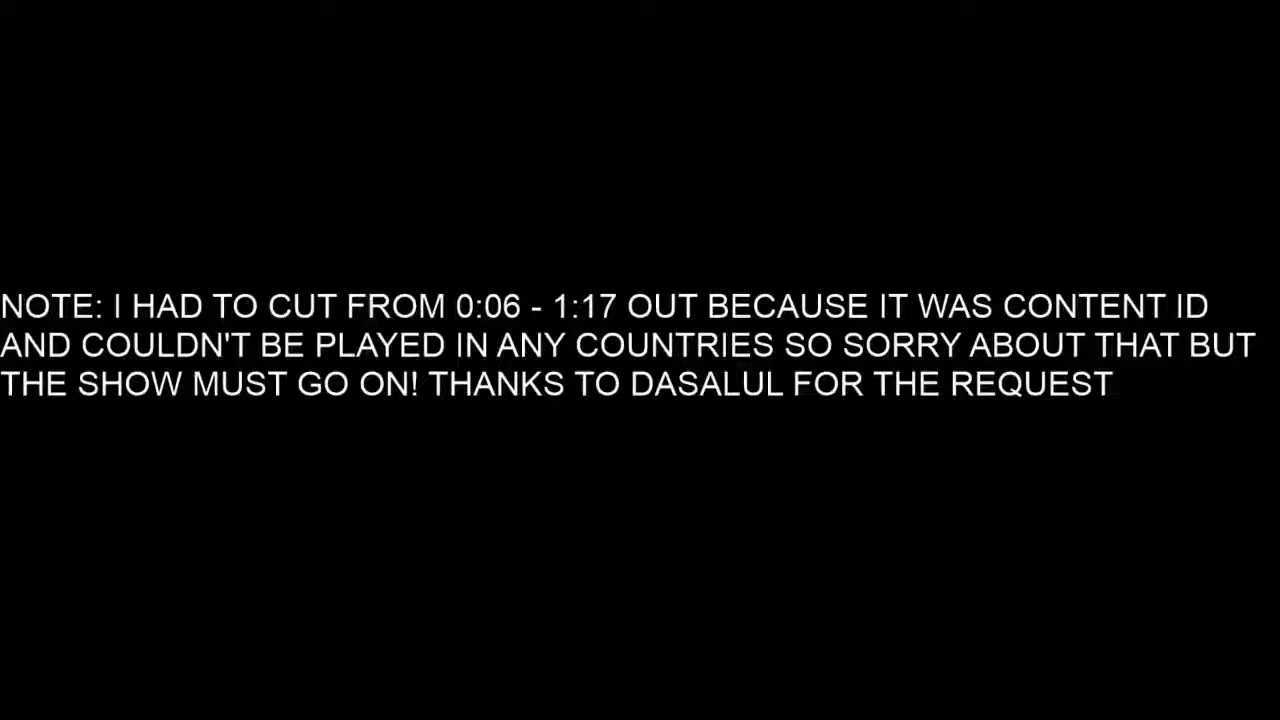 NOTE: I HAD TO CUT FROM 0:06 - 1:17 OUT BECAUSE IT WAS CONTENT ID
AND COULDN'T BE PLAYED IN ANY COUNTRIES SO SORRY ABOUT THAT BUT
THE SHOW MUST GO ON! THANKS TO DASALUL FOR THE REQUEST